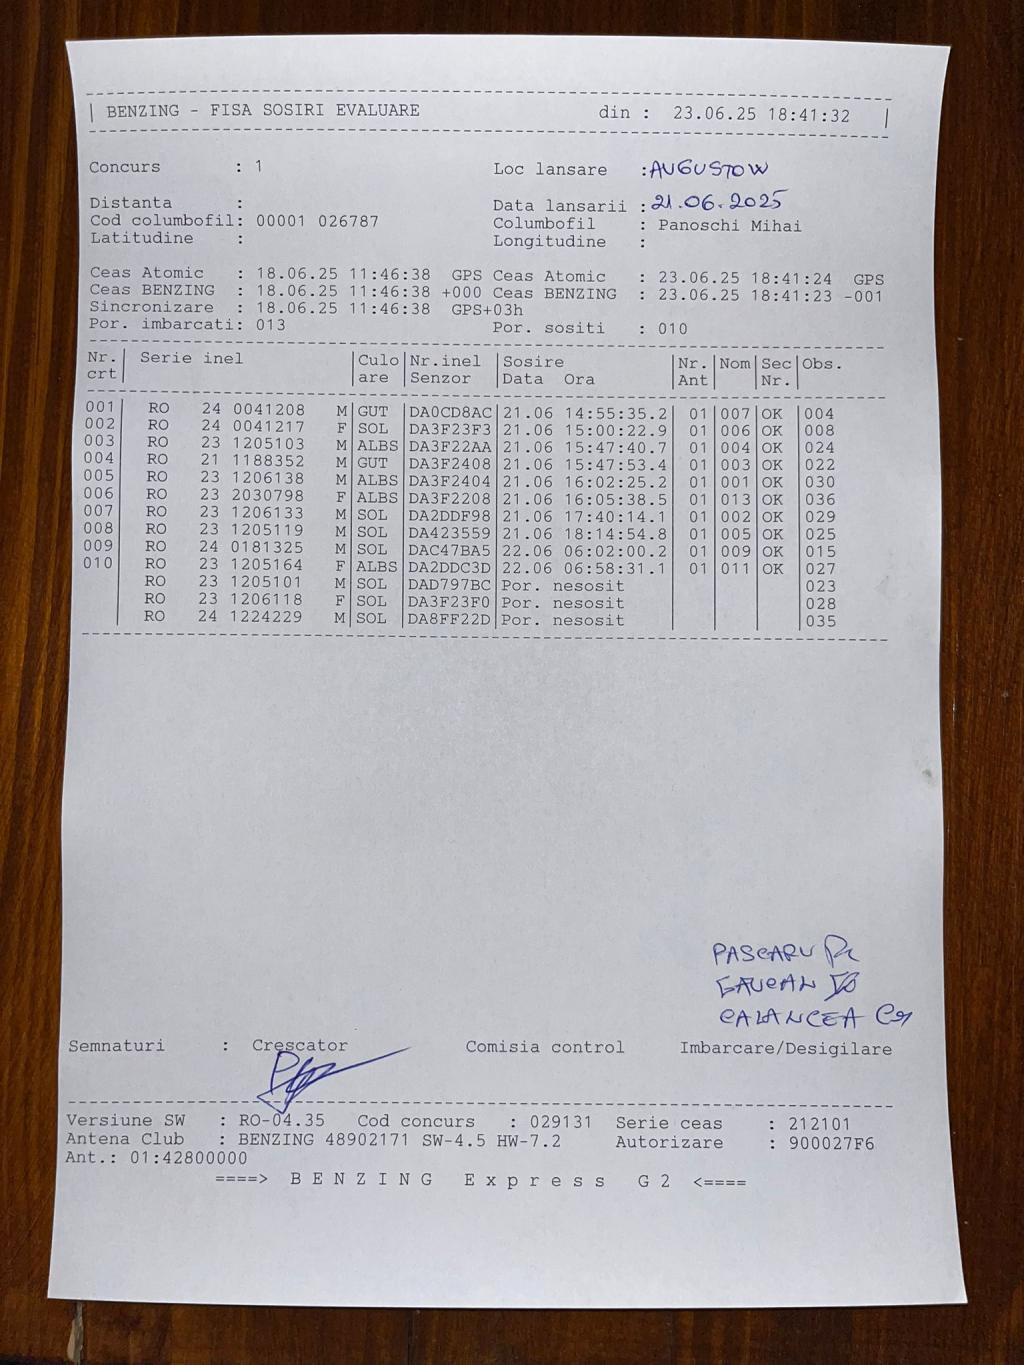 BENZING - FISA SOSIRI EVALUARE din : 23.06.25 18:41:32
Concurs : 1 Loc lansare : AUGUSTOW
Distanta : Data lansarii : 21.06.2025
Cod columbofil: 00001 026787 Columbofil : Panoschi Mihai
Latitudine : Longitudine :
Ceas Atomic : 18.06.25 11:46:38 GPS Ceas Atomic : 23.06.25 18:41:24 GPS
Ceas BENZING : 18.06.25 11:46:38 +000 Ceas BENZING : 23.06.25 18:41:23 -001
Sincronizare : 18.06.25 11:46:38 GPS+03h
Por. imbarcati: 013 Por. sositi : 010
Nr. | Serie inel | Culo | Nr.inel | Sosire | Nr. | Nom | Sec | Obs.
crt | | are | Senzor | Data Ora | Ant | | Nr. |
001 | RO 24 0041208 M | GUT | DA0CD8AC | 21.06 14:55:35.2 | 01 | 007 | OK | 004
002 | RO 24 0041217 F | SOL | DA3F23F3 | 21.06 15:00:22.9 | 01 | 006 | OK | 008
003 | RO 23 1205103 M | ALBS | DA3F22AA | 21.06 15:47:40.7 | 01 | 004 | OK | 024
004 | RO 21 1188352 M | GUT | DA3F2408 | 21.06 15:47:53.4 | 01 | 003 | OK | 022
005 | RO 23 1206138 M | ALBS | DA3F2404 | 21.06 16:02:25.2 | 01 | 001 | OK | 030
006 | RO 23 2030798 F | ALBS | DA3F2208 | 21.06 16:05:38.5 | 01 | 013 | OK | 036
007 | RO 23 1206133 M | SOL | DA2DDF98 | 21.06 17:40:14.1 | 01 | 002 | OK | 029
008 | RO 23 1205119 M | SOL | DA423559 | 21.06 18:14:54.8 | 01 | 005 | OK | 025
009 | RO 24 0181325 M | SOL | DAC47BA5 | 22.06 06:02:00.2 | 01 | 009 | OK | 015
010 | RO 23 1205164 F | ALBS | DA2DDC3D | 22.06 06:58:31.1 | 01 | 011 | OK | 027
RO 23 1205101 M | SOL | DAD797BC | Por. nesosit | | | | 023
RO 23 1206118 F | SOL | DA3F23F0 | Por. nesosit | | | | 028
RO 24 1224229 M | SOL | DA8FF22D | Por. nesosit | | | | 035
PASCARU
CALANCEA
Semnaturi : Crescator Comisia control Imbarcare/Desigilare
Versiune SW : RO-04.35 Cod concurs : 029131 Serie ceas : 212101
Antena Club : BENZING 48902171 SW-4.5 HW-7.2 Autorizare : 900027F6
Ant.: 01:42800000
====> B E N Z I N G E x p r e s s G 2 <====